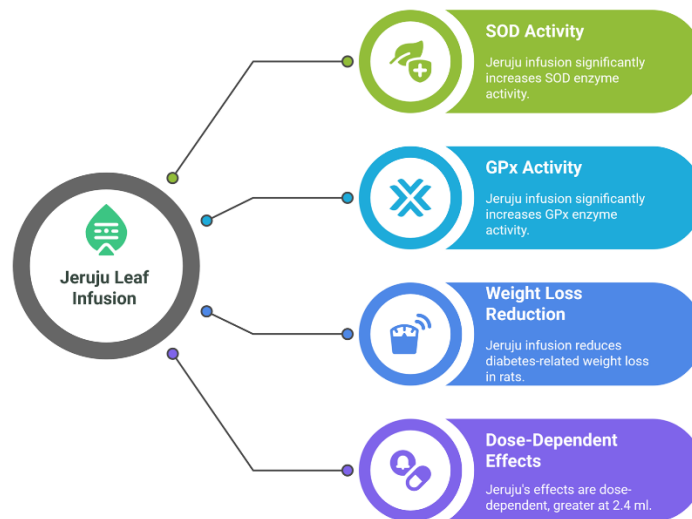 Jeruju Leaf
Infusion
SOD Activity
Jeruju infusion significantly
increases SOD enzyme
activity.
GPx Activity
Jeruju infusion significantly
increases GPx enzyme
activity.
Weight Loss
Reduction
Jeruju infusion reduces
diabetes-related weight loss
in rats.
Dose-Dependent
Effects
Jeruju's effects are dose-
dependent, greater at 2.4 ml.